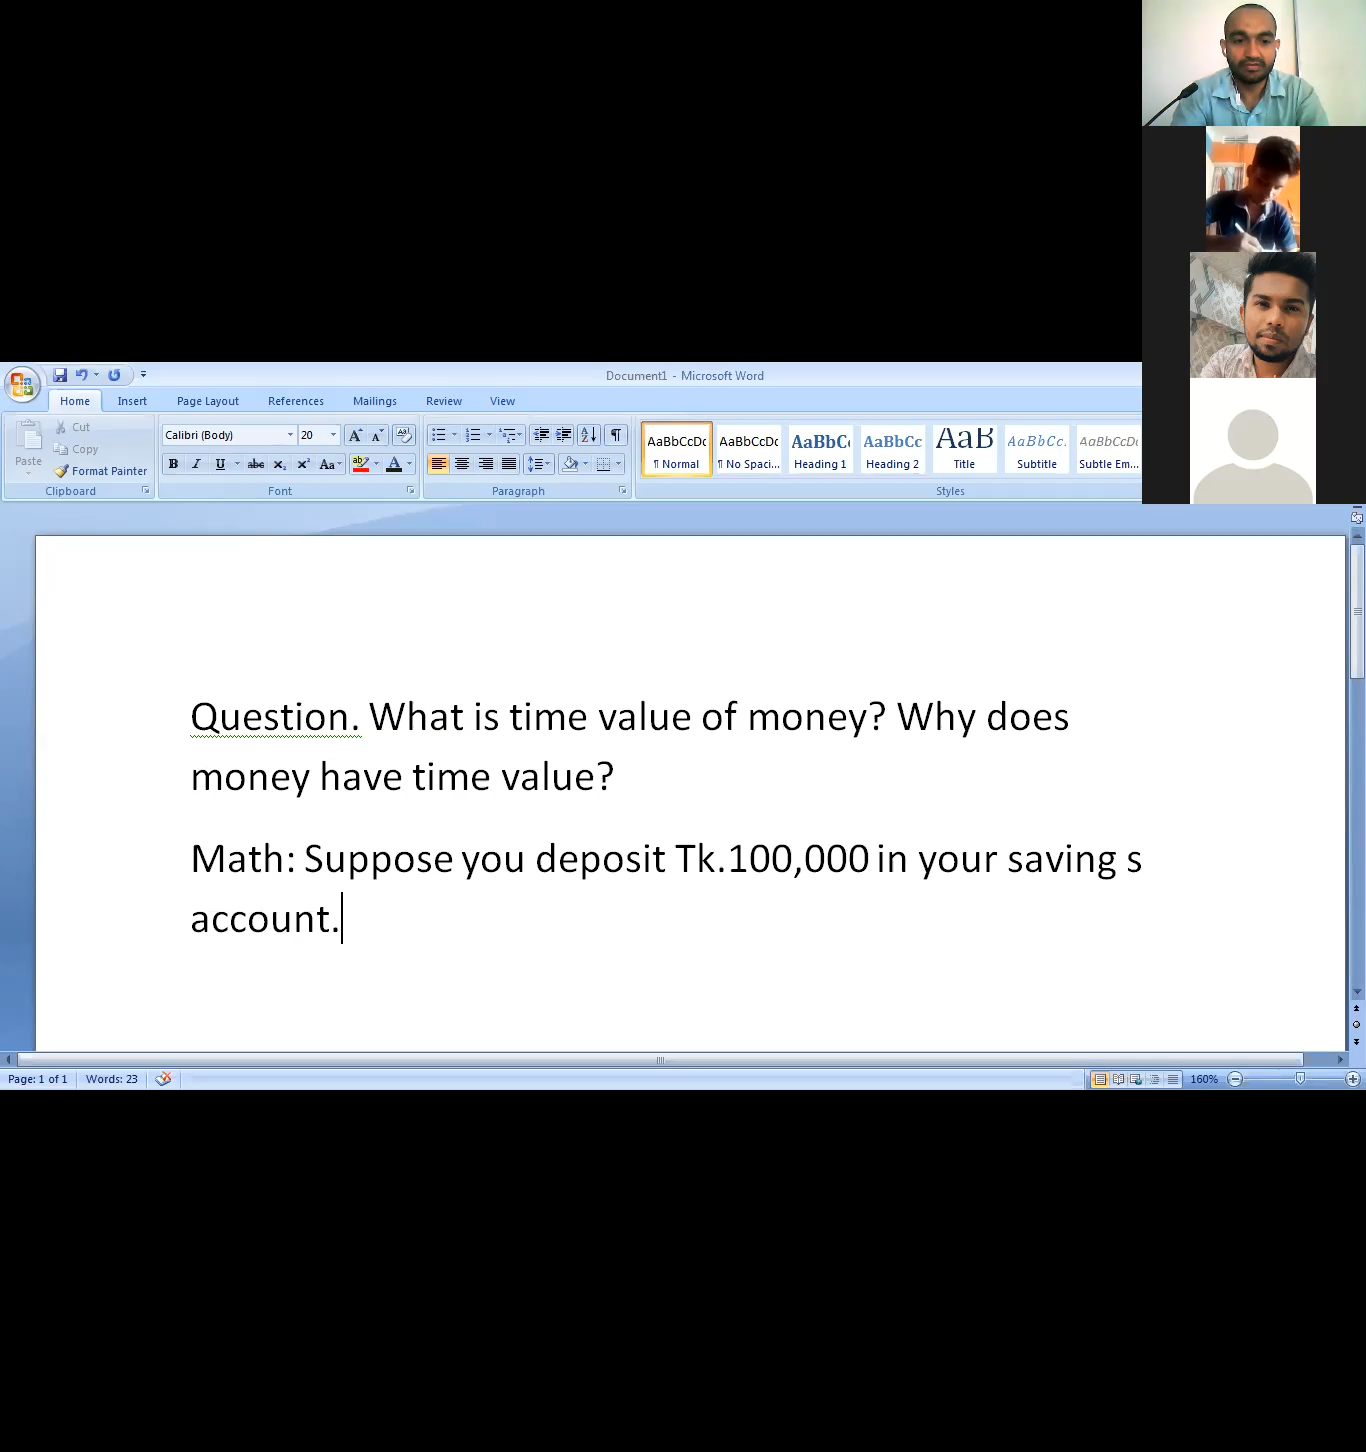 Document1 - Microsoft Word
Home Insert Page Layout References Mailings Review View
Cut
Copy
Paste
Format Painter
Clipboard
Calibri (Body) 20
Font
Paragraph
AaBbCcDc AaBbCcDc AaBbC AaBbCc AaB AaBbCc. AaBbCcDc
¶ Normal ¶ No Spaci... Heading 1 Heading 2 Title Subtitle Subtle Em...
Styles
Question. What is time value of money? Why does
money have time value?
Math: Suppose you deposit Tk.100,000 in your saving s
account.
Page: 1 of 1 Words: 23 160%